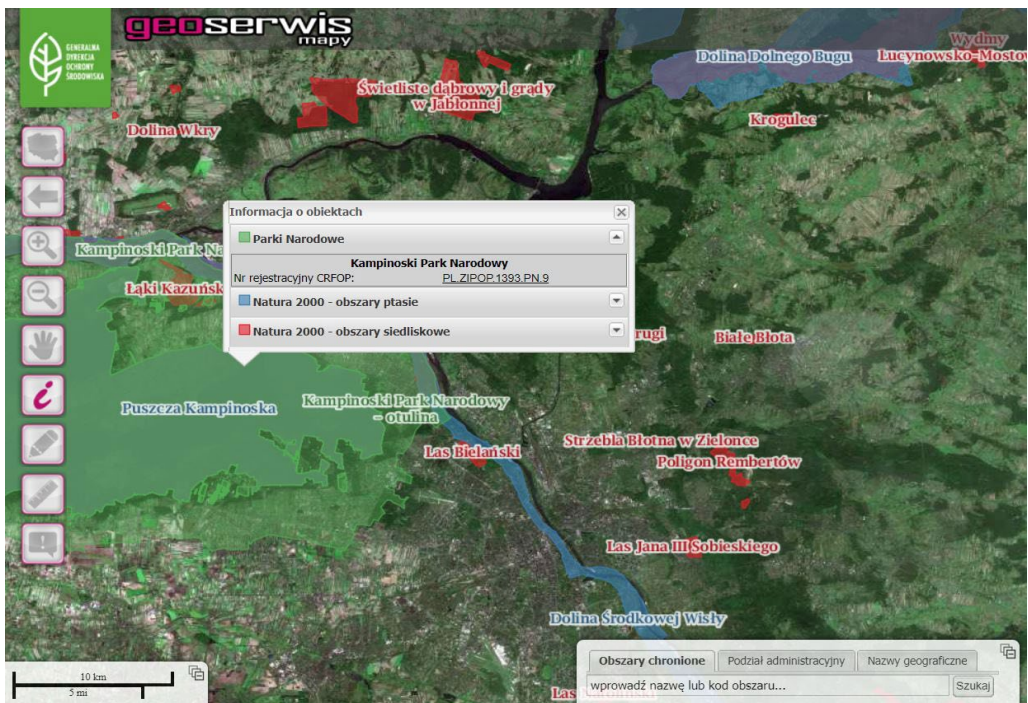 GENERALNA
DYREKCJA
OCHRONY
ŚRODOWISKA
geoserwis
mapy
Dolina Dolnego Bugu
Wydmy
Lucynowsko-Mostow
Świetliste dąbrowy i grądy
w Jabłonnej
Krogulec
Dolina Wkry
Informacja o obiektach
Parki Narodowe
Kampinoski Park Narodowy
Nr rejestracyjny CRFOP: PL.ZIPOP.1393.PN.9
Natura 2000 - obszary ptasie
Natura 2000 - obszary siedliskowe
Kampinoski Park Na
Łąki Kazuńsk
rugi
Białe Błota
Puszcza Kampinoska
Kampinoski Park Narodowy
- otulina
Las Bielański
Strzebla Błotna w Zielonce
Poligon Rembertów
Las Jana III Sobieskiego
Dolina Środkowej Wisły
Las
Obszary chronione
Podział administracyjny
Nazwy geograficzne
wprowadź nazwę lub kod obszaru...
Szukaj
10 km
5 mi